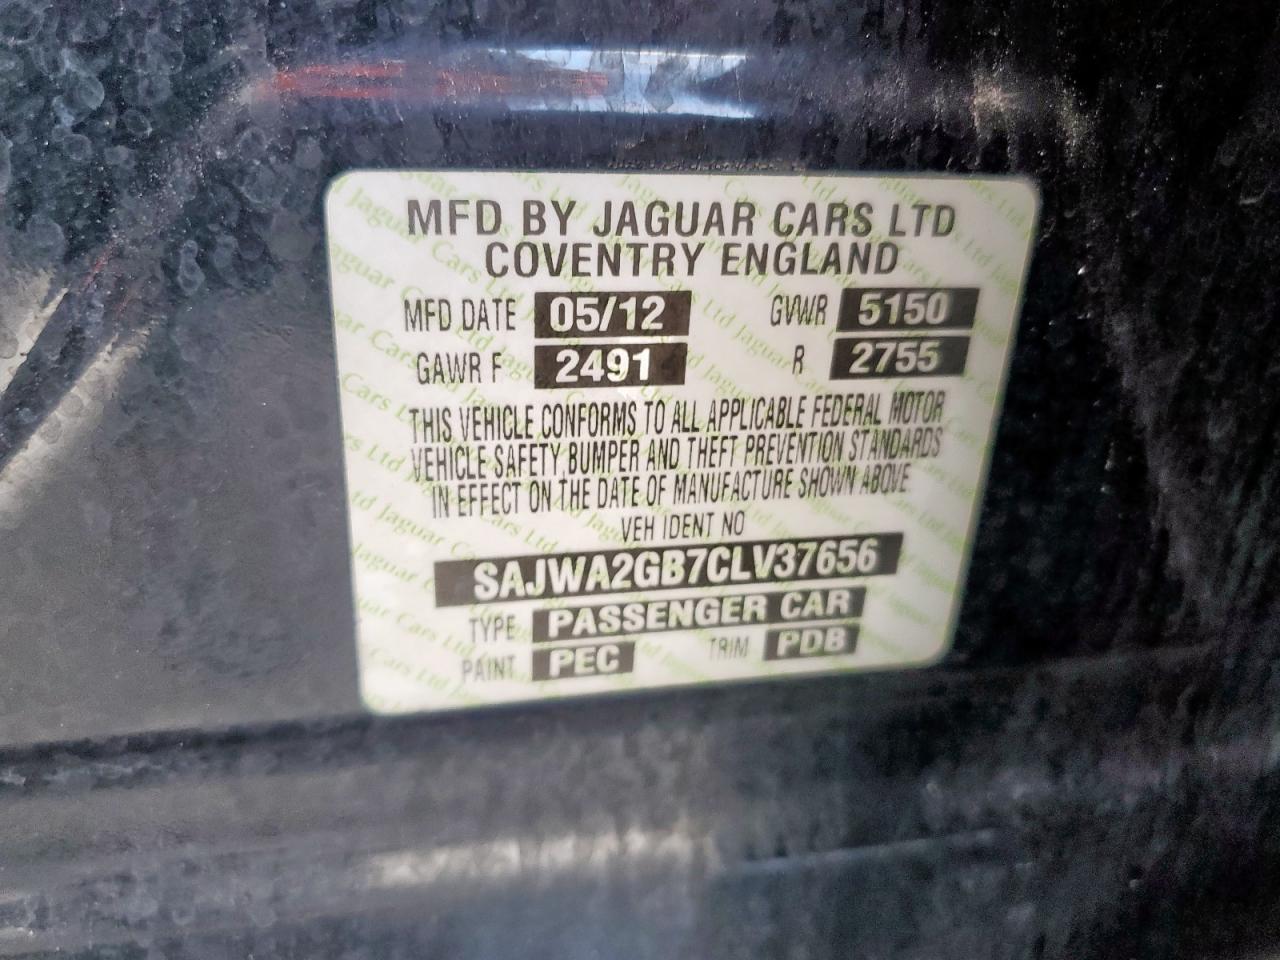 MFD BY JAGUAR CARS LTD
COVENTRY ENGLAND
MFD DATE 05/12 GVWR 5150
GAWR F 2491 R 2755
THIS VEHICLE CONFORMS TO ALL APPLICABLE FEDERAL MOTOR
VEHICLE SAFETY BUMPER AND THEFT PREVENTION STANDARDS
IN EFFECT ON THE DATE OF MANUFACTURE SHOWN ABOVE
VEH IDENT NO
SAJWA2GB7CLV37656
TYPE PASSENGER CAR
PAINT PEC TRIM PDB